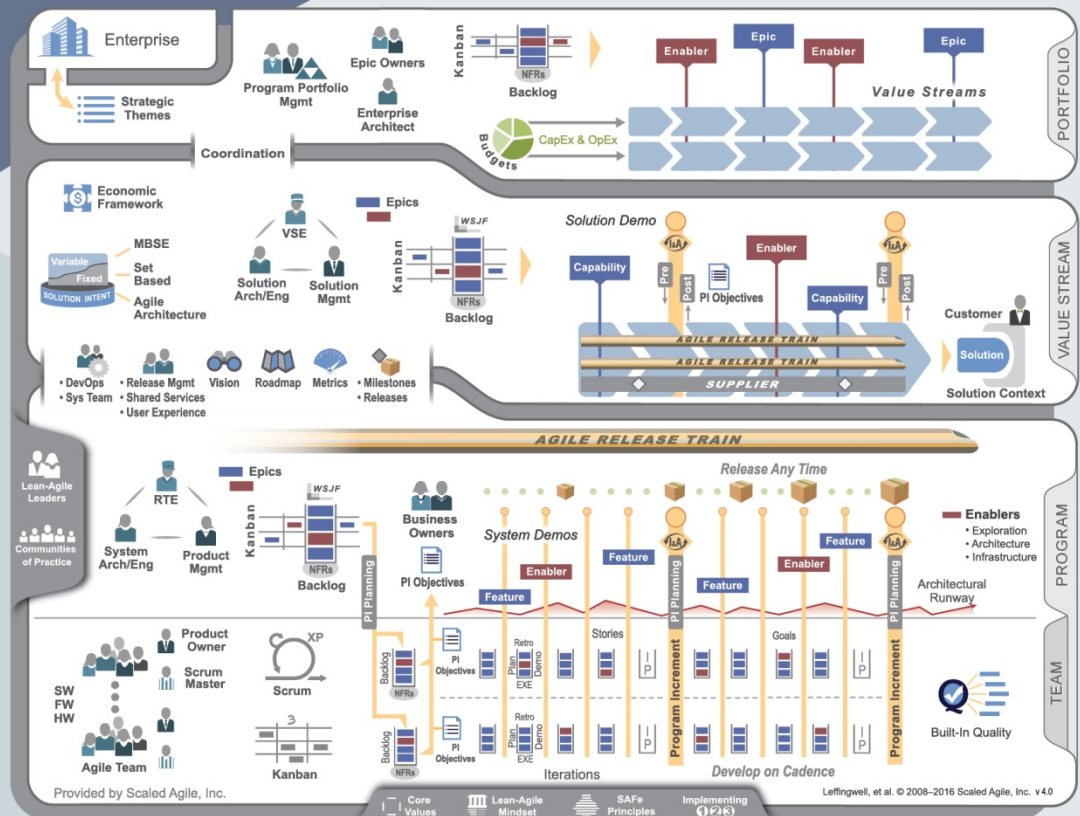 Enterprise
Strategic
Themes
Program Portfolio
Mgmt
Epic Owners
Enterprise
Architect
Kanban
NFRs
Backlog
Enabler
Epic
Enabler
Epic
Value Streams
Budgets
CapEx & OpEx
PORTFOLIO
Coordination
Economic
Framework
Variable
Fixed
SOLUTION INTENT
MBSE
Set
Based
Agile
Architecture
VSE
Solution
Arch/Eng
Solution
Mgmt
Epics
Kanban
WSJF
NFRs
Backlog
Solution Demo
I&A
Enabler
I&A
Capability
Pre
Post
PI Objectives
Capability
Pre
Post
AGILE RELEASE TRAIN
AGILE RELEASE TRAIN
SUPPLIER
Customer
Solution
Solution Context
VALUE STREAM
• DevOps
• Sys Team
• Release Mgmt
• Shared Services
• User Experience
Vision
Roadmap
Metrics
• Milestones
• Releases
AGILE RELEASE TRAIN
Lean-Agile
Leaders
Communities
of Practice
RTE
System
Arch/Eng
Product
Mgmt
Epics
Kanban
WSJF
NFRs
Backlog
PI Planning
Business
Owners
PI Objectives
Release Any Time
System Demos
Feature
Enabler
Feature
I&A
PI Planning
Feature
Enabler
Feature
I&A
PI Planning
Enablers
• Exploration
• Architecture
• Infrastructure
Architectural
Runway
PROGRAM
SW
FW
HW
Product
Owner
Scrum
Master
Agile Team
XP
Scrum
3
Kanban
Backlog
NFRs
PI
Objectives
Plan
Retro
Demo
EXE
Stories
I
P
Program Increment
Goals
I
P
Program Increment
Backlog
NFRs
PI
Objectives
Plan
Retro
Demo
EXE
I
P
I
P
Iterations
Develop on Cadence
Q
Built-In Quality
TEAM
Provided by Scaled Agile, Inc.
Leffingwell, et al. © 2008–2016 Scaled Agile, Inc. v 4.0
Core
Values
Lean-Agile
Mindset
SAFe
Principles
Implementing
1 2 3